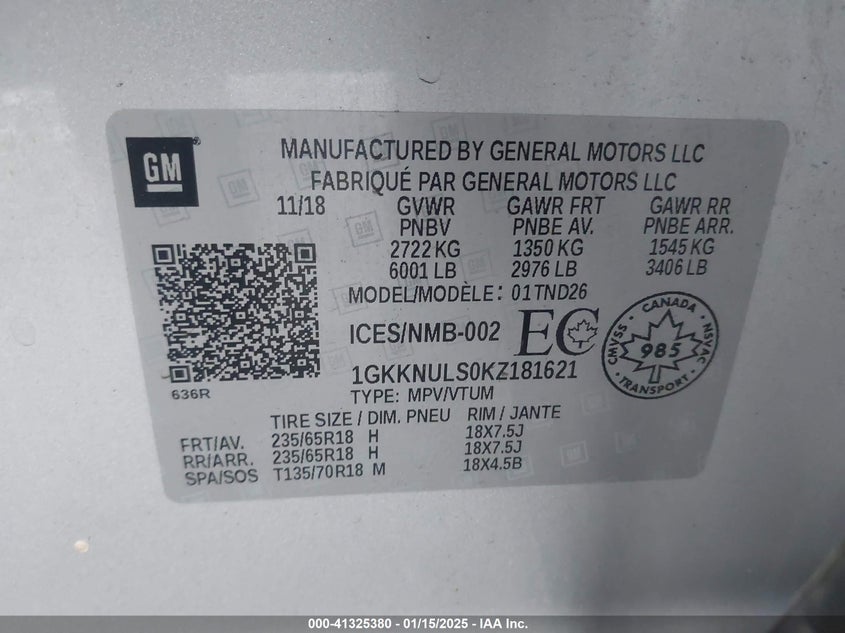 GM
MANUFACTURED BY GENERAL MOTORS LLC
FABRIQUÉ PAR GENERAL MOTORS LLC
11/18 GVWR GAWR FRT GAWR RR
PNBV PNBE AV. PNBE ARR.
2722 KG 1350 KG 1545 KG
6001 LB 2976 LB 3406 LB
MODEL/MODÈLE: 01TND26
ICES/NMB-002 EC
CANADA
CMVSS 985 NSVAC
TRANSPORT
1GKKNULS0KZ181621
636R
TYPE: MPV/VTUM
TIRE SIZE / DIM. PNEU RIM / JANTE
FRT/AV. 235/65R18 H 18X7.5J
RR/ARR. 235/65R18 H 18X7.5J
SPA/SOS T135/70R18 M 18X4.5B
000-41325380 - 01/15/2025 - IAA Inc.